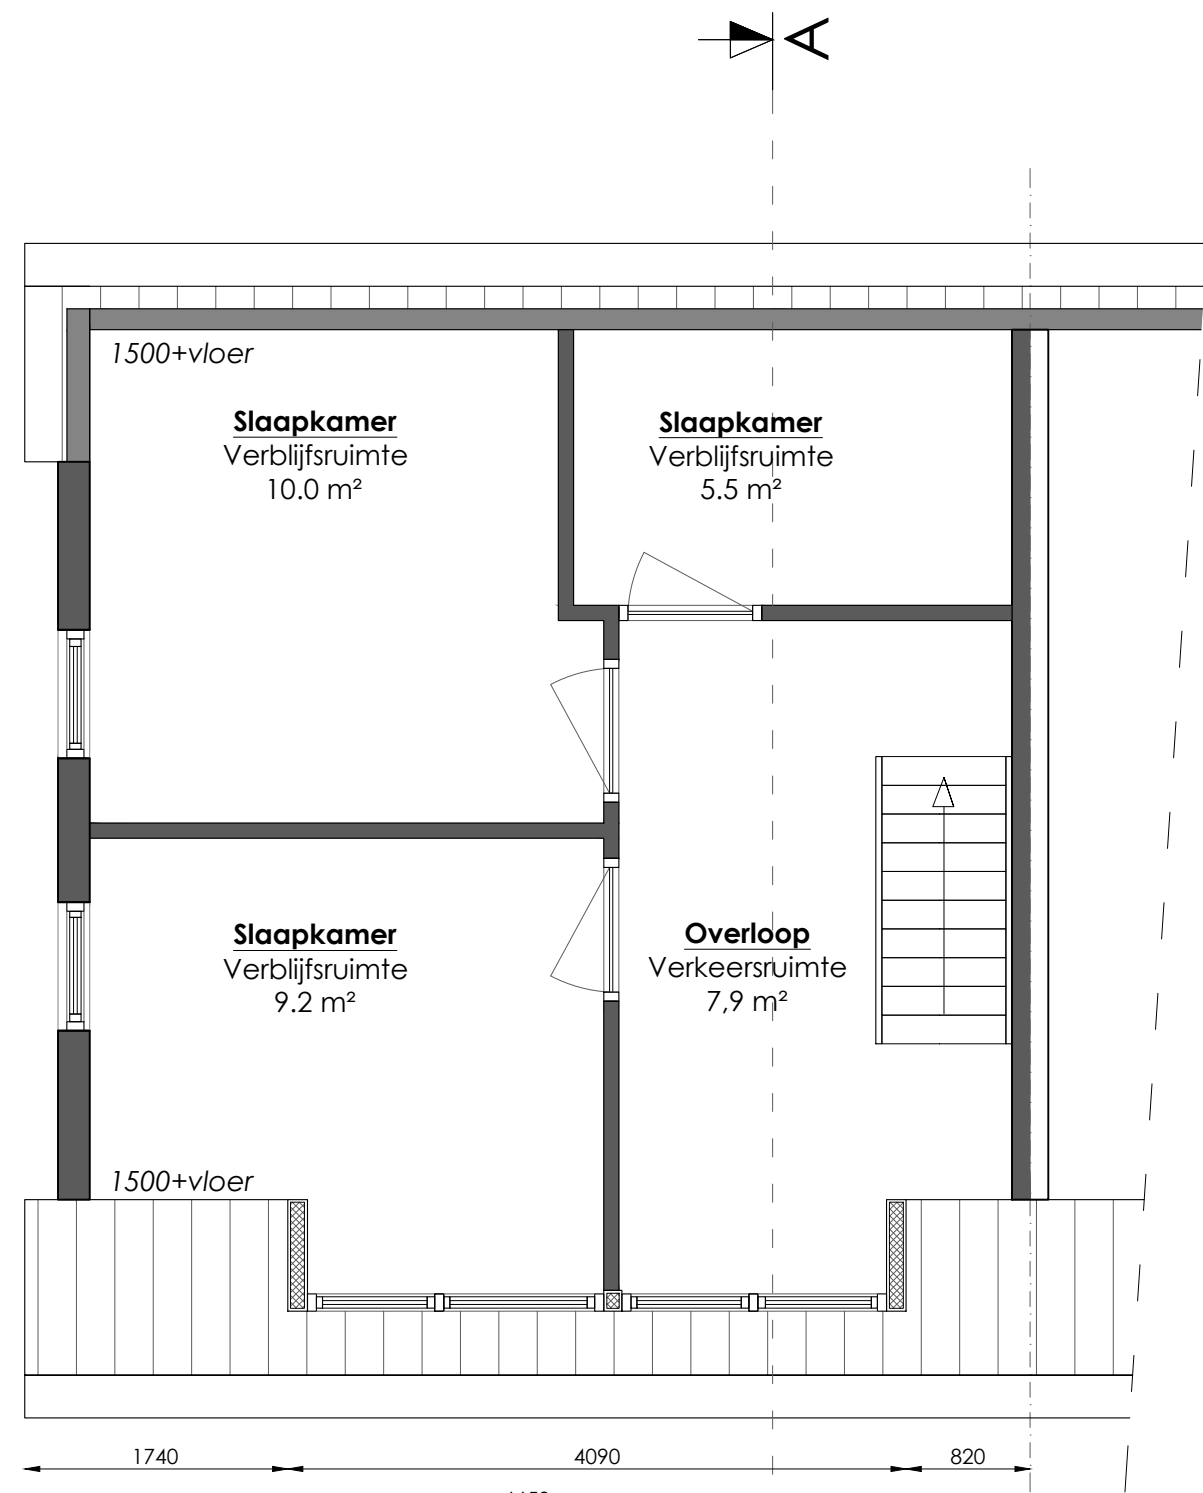 A
1500+vloer
Slaapkamer
Verblijfsruimte
10.0 m²
Slaapkamer
Verblijfsruimte
5.5 m²
Slaapkamer
Verblijfsruimte
9.2 m²
Overloop
Verkeersruimte
7,9 m²
1500+vloer
1740
4090
820